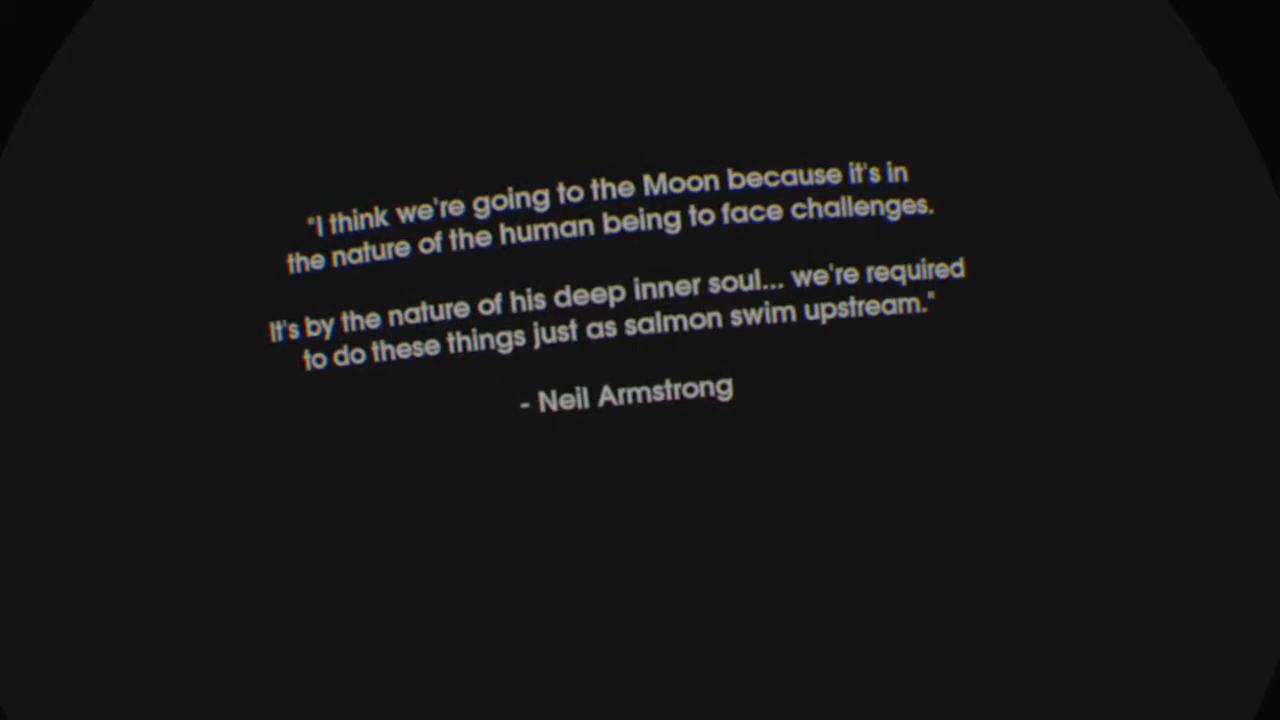 "I think we're going to the Moon because it's in
the nature of the human being to face challenges.
It's by the nature of his deep inner soul... we're required
to do these things just as salmon swim upstream."
- Neil Armstrong